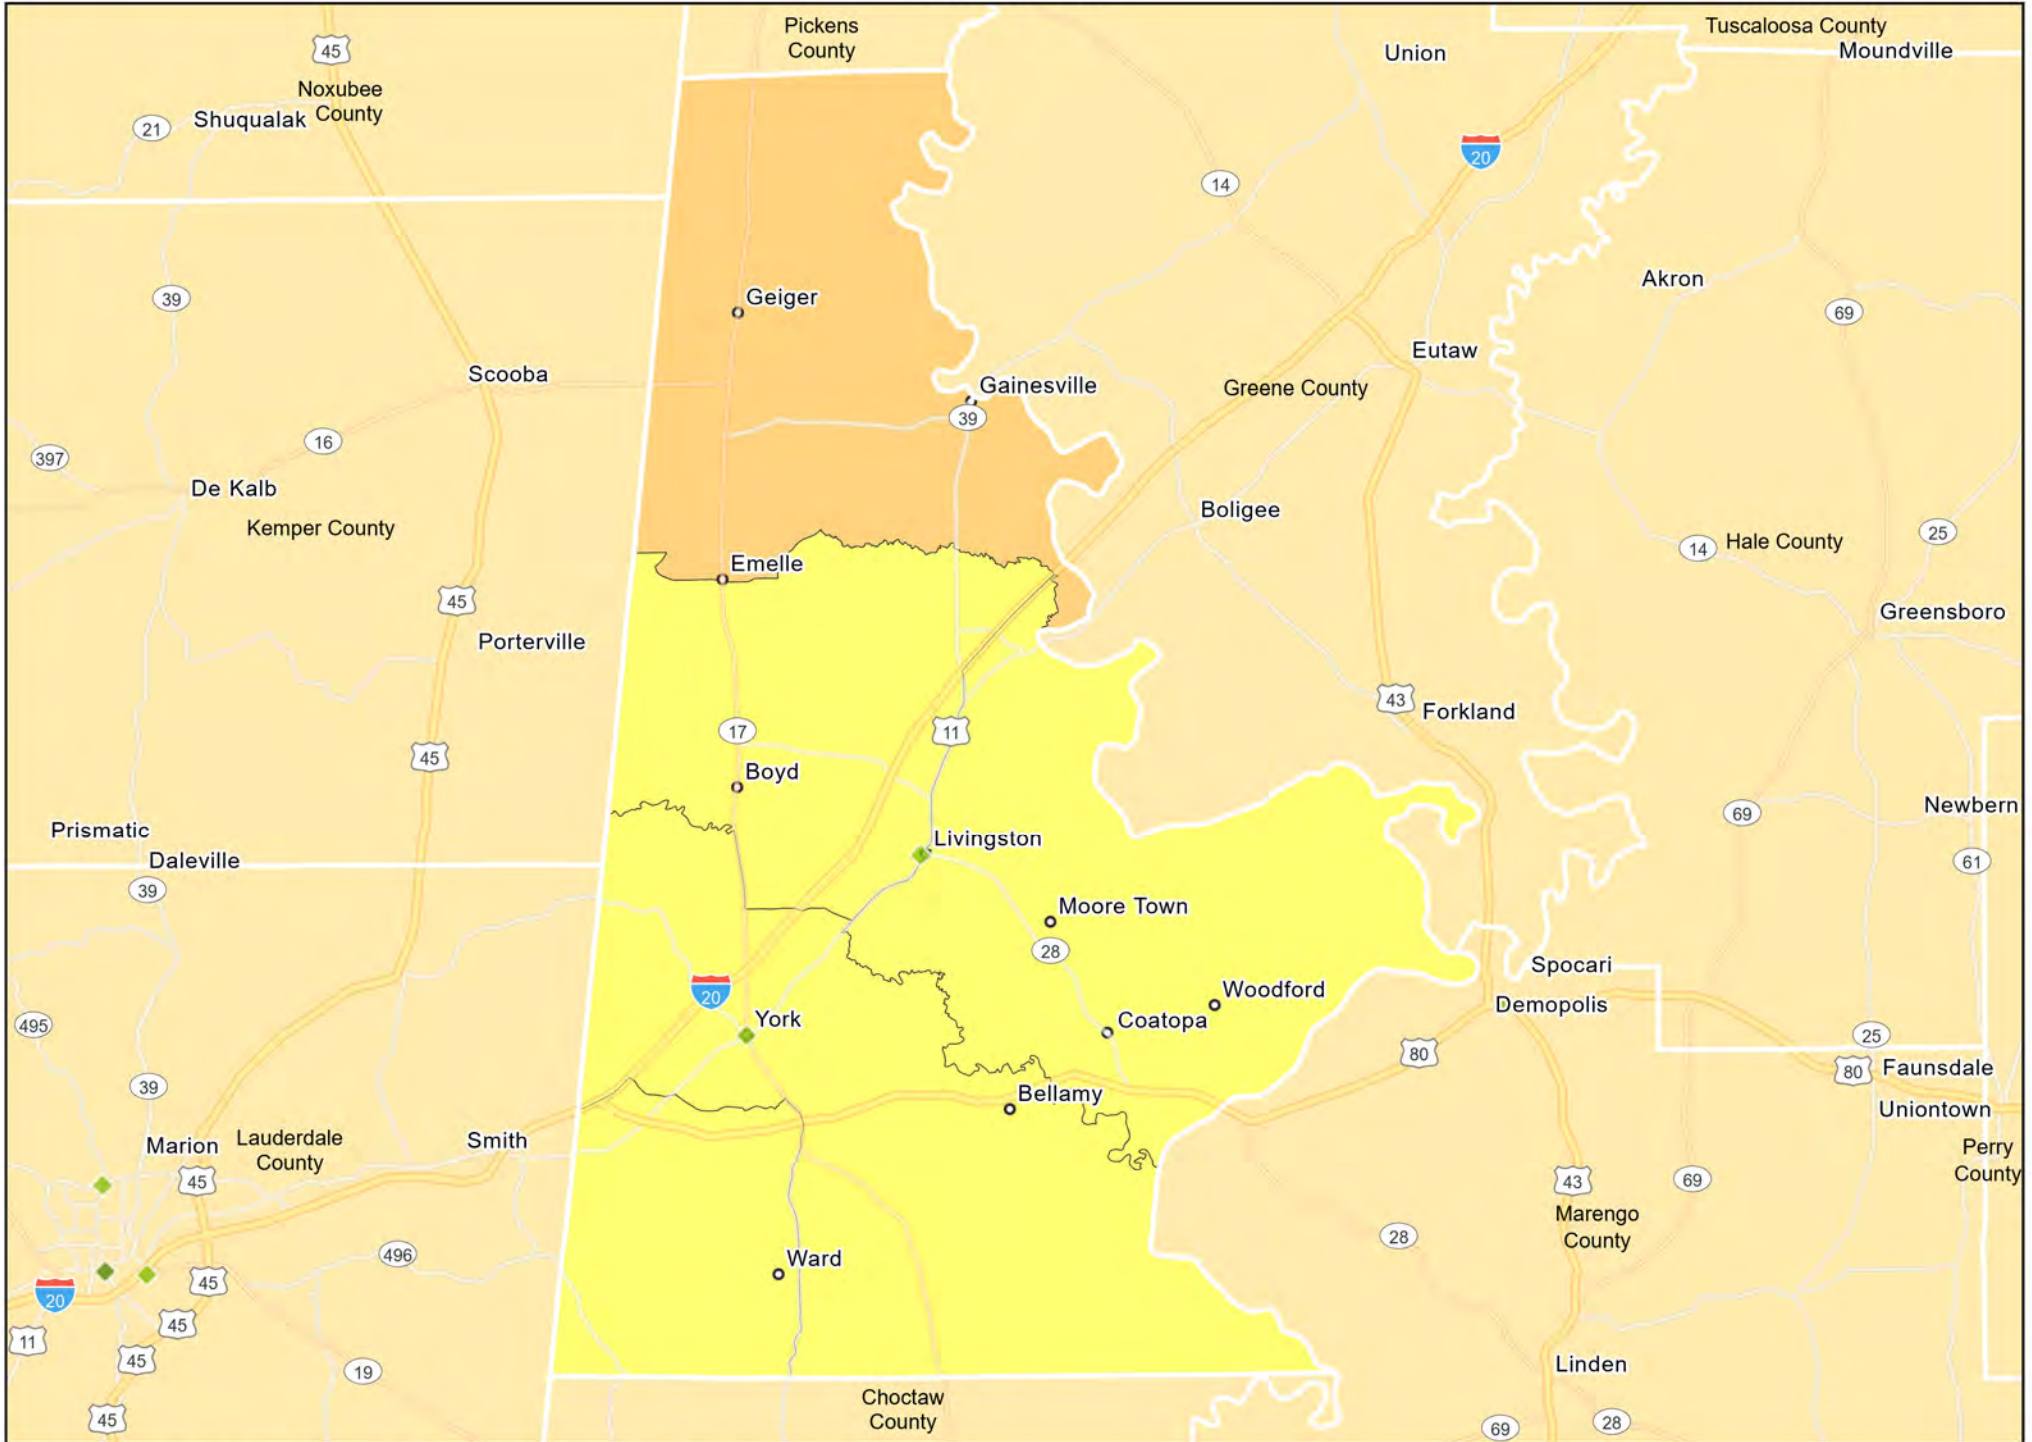 Pickens
County
Tuscaloosa County
Union
Moundville
45
Noxubee
County
Shuqualak
21
20
14
Akron
39
Geiger
69
Eutaw
Scooba
Gainesville
Greene County
39
16
397
De Kalb
Boligee
Kemper County
25
14
Hale County
Emelle
45
Greensboro
Porterville
43
Forkland
17
11
45
Boyd
Newbern
69
Prismatic
Livingston
Daleville
61
39
Moore Town
28
Spocari
Woodford
20
Demopolis
York
Coatopa
495
25
80
80
Faunsdale
39
Bellamy
Uniontown
Marion
Lauderdale
County
Smith
Perry
County
45
43
69
Marengo
County
28
496
Ward
45
20
45
11
45
19
Linden
Choctaw
County
45
69
28